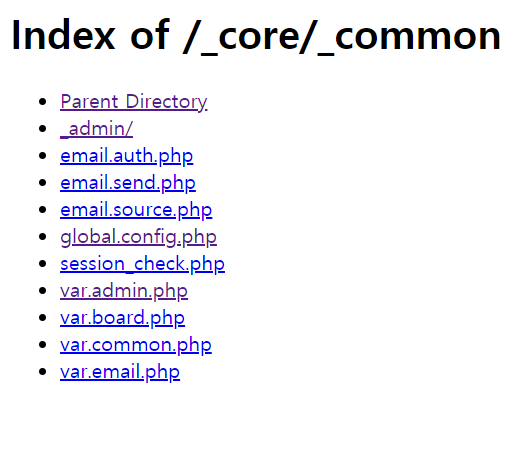 Index of /_core/_common
Parent Directory
_admin/
email.auth.php
email.send.php
email.source.php
global.config.php
session_check.php
var.admin.php
var.board.php
var.common.php
var.email.php